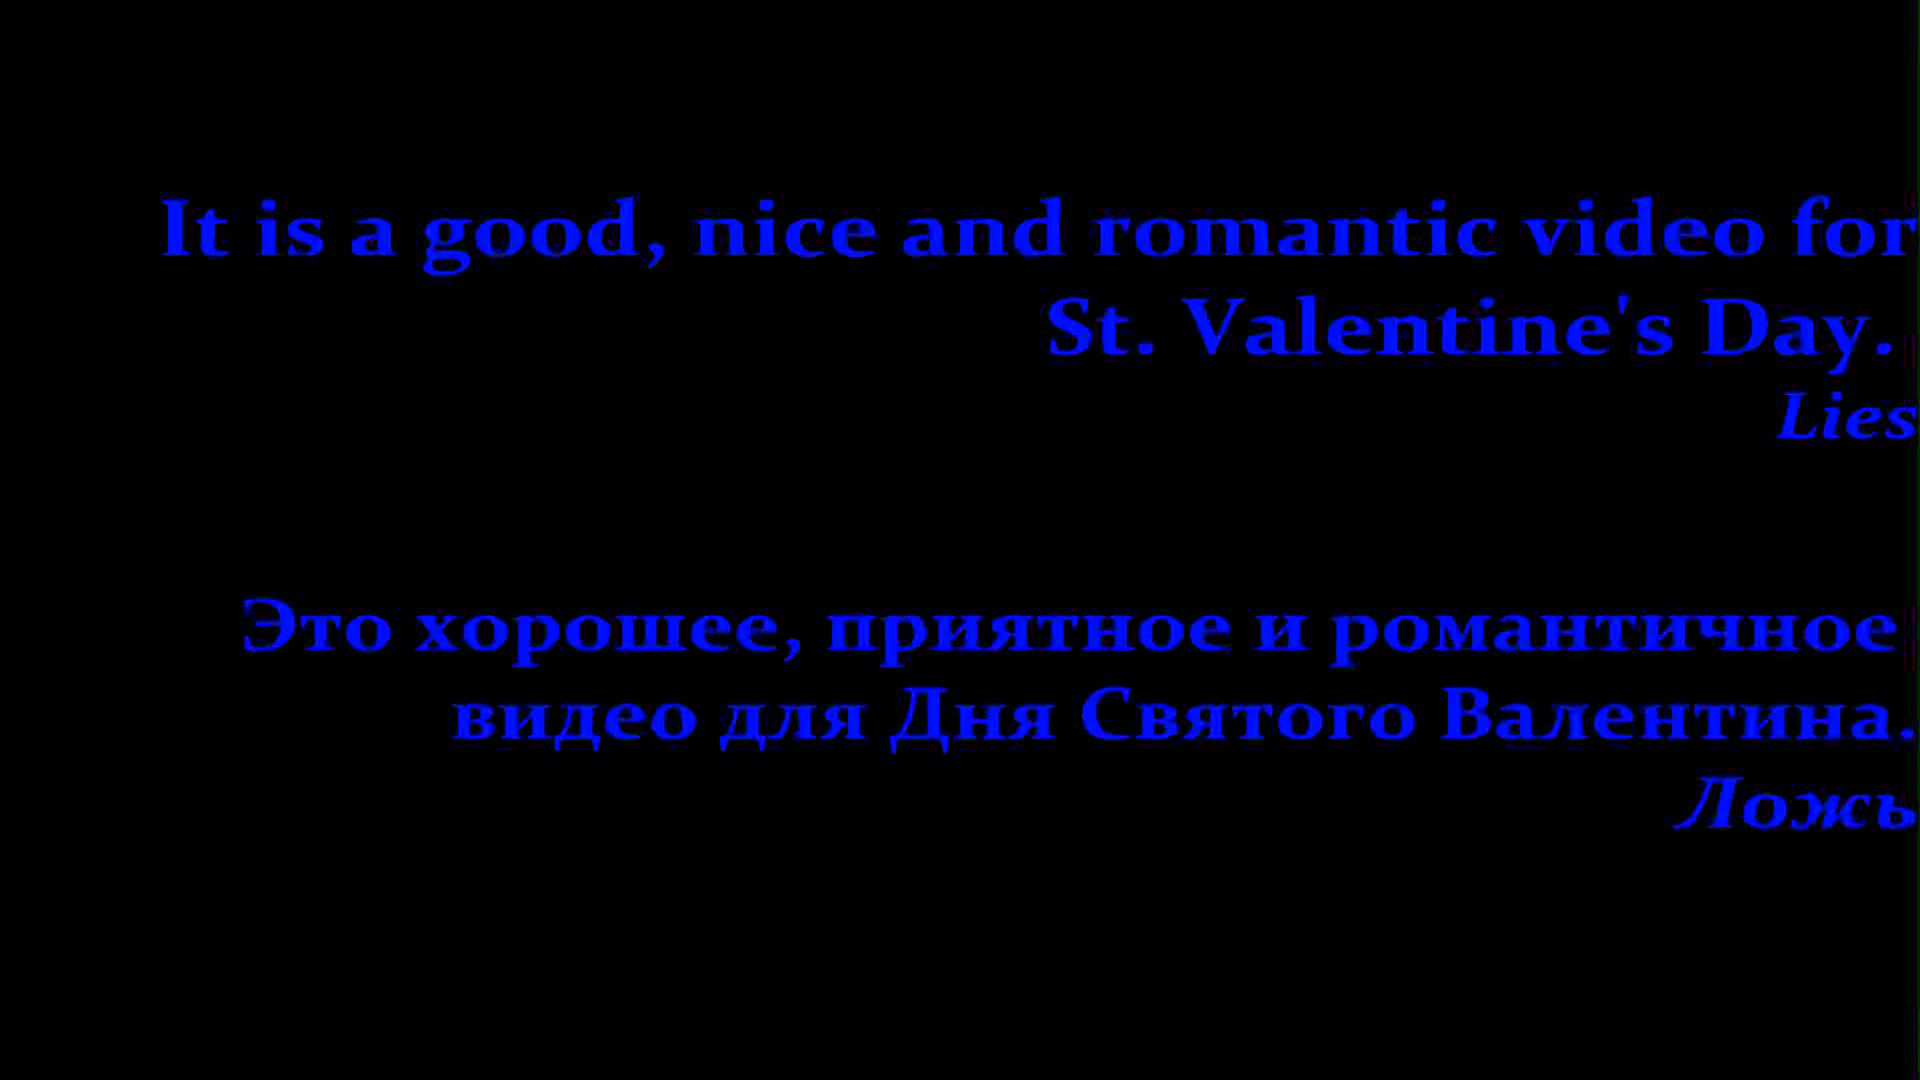 It is a good, nice and romantic video for
St. Valentine's Day.
Lies
Это хорошее, приятное и романтичное
видео для Дня Святого Валентина.
Ложь